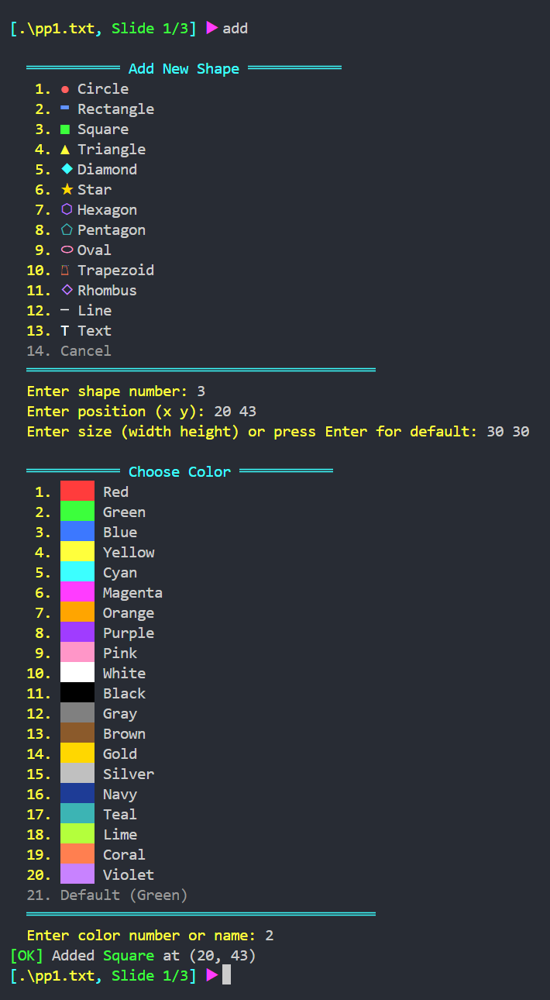 [.\pp1.txt, Slide 1/3] ▶ add
════════════ Add New Shape ════════════
1. ● Circle
2. ▬ Rectangle
3. ■ Square
4. ▲ Triangle
5. ◆ Diamond
6. ★ Star
7. ⬡ Hexagon
8. ⬠ Pentagon
9. ⬭ Oval
10. ⏢ Trapezoid
11. ◇ Rhombus
12. ─ Line
13. T Text
14. Cancel
Enter shape number: 3
Enter position (x y): 20 43
Enter size (width height) or press Enter for default: 30 30
════════════ Choose Color ════════════
1. Red
2. Green
3. Blue
4. Yellow
5. Cyan
6. Magenta
7. Orange
8. Purple
9. Pink
10. White
11. Black
12. Gray
13. Brown
14. Gold
15. Silver
16. Navy
17. Teal
18. Lime
19. Coral
20. Violet
21. Default (Green)
Enter color number or name: 2
[OK] Added Square at (20, 43)
[.\pp1.txt, Slide 1/3] ▶